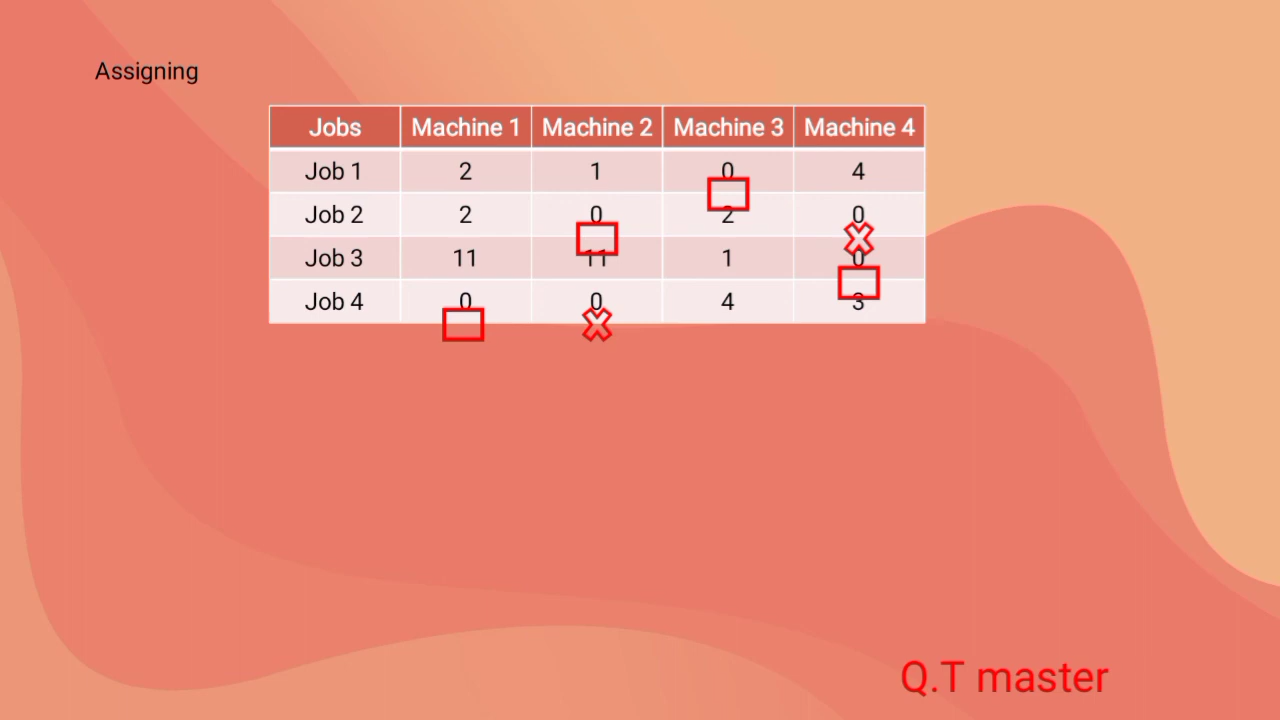 Assigning
Jobs Machine 1 Machine 2 Machine 3 Machine 4
Job 1 2 1 0 4
Job 2 2 0 2 0
Job 3 11 11 1 0
Job 4 0 0 4 3
Q.T master